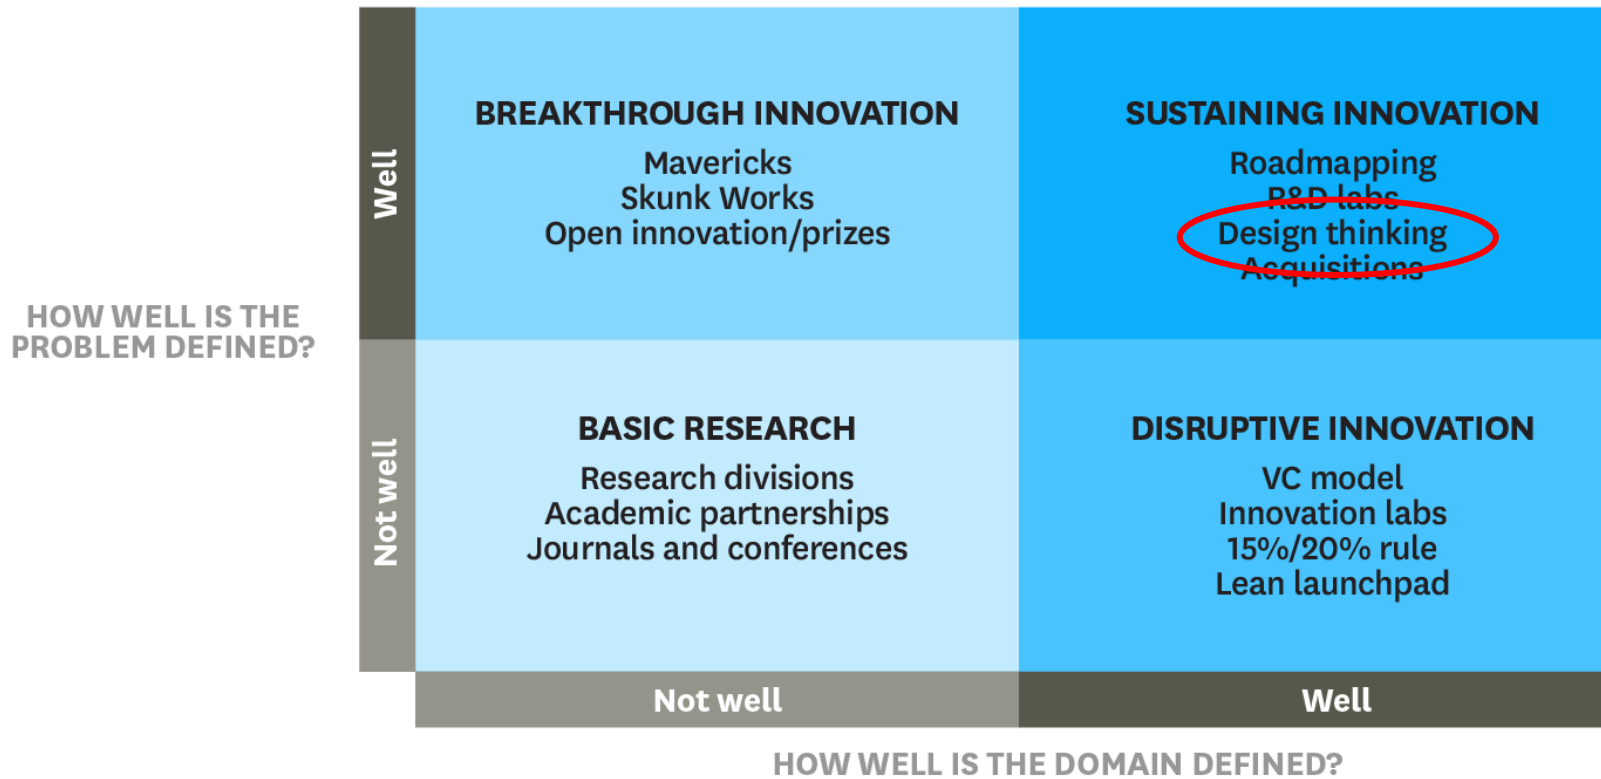 BREAKTHROUGH INNOVATION
Mavericks
Skunk Works
Open innovation/prizes
SUSTAINING INNOVATION
Roadmapping
R&D labs
Design thinking
Acquisitions
Well
HOW WELL IS THE
PROBLEM DEFINED?
Not well
BASIC RESEARCH
Research divisions
Academic partnerships
Journals and conferences
DISRUPTIVE INNOVATION
VC model
Innovation labs
15%/20% rule
Lean launchpad
Not well
Well
HOW WELL IS THE DOMAIN DEFINED?